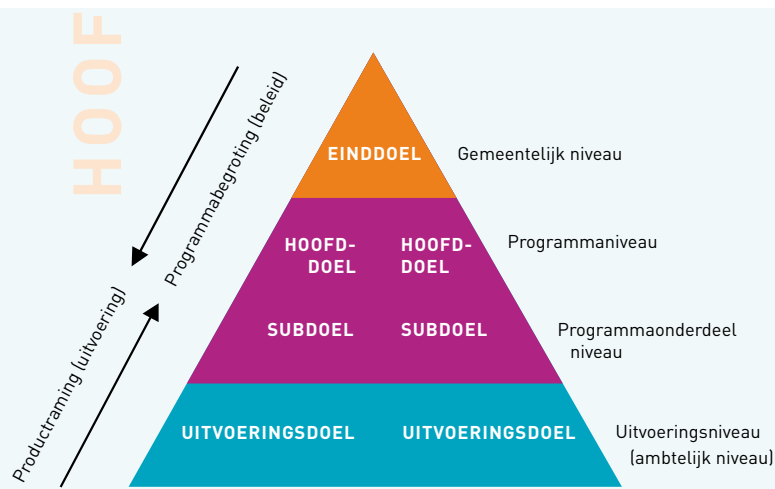 HOOF
Programmabegroting (beleid)
Productraming (uitvoering)
EINDDOEL
Gemeentelijk niveau
HOOFD-
DOEL
HOOFD-
DOEL
Programmaniveau
SUBDOEL
SUBDOEL
Programmaonderdeel
niveau
UITVOERINGSDOEL
UITVOERINGSDOEL
Uitvoeringsniveau
(ambtelijk niveau)